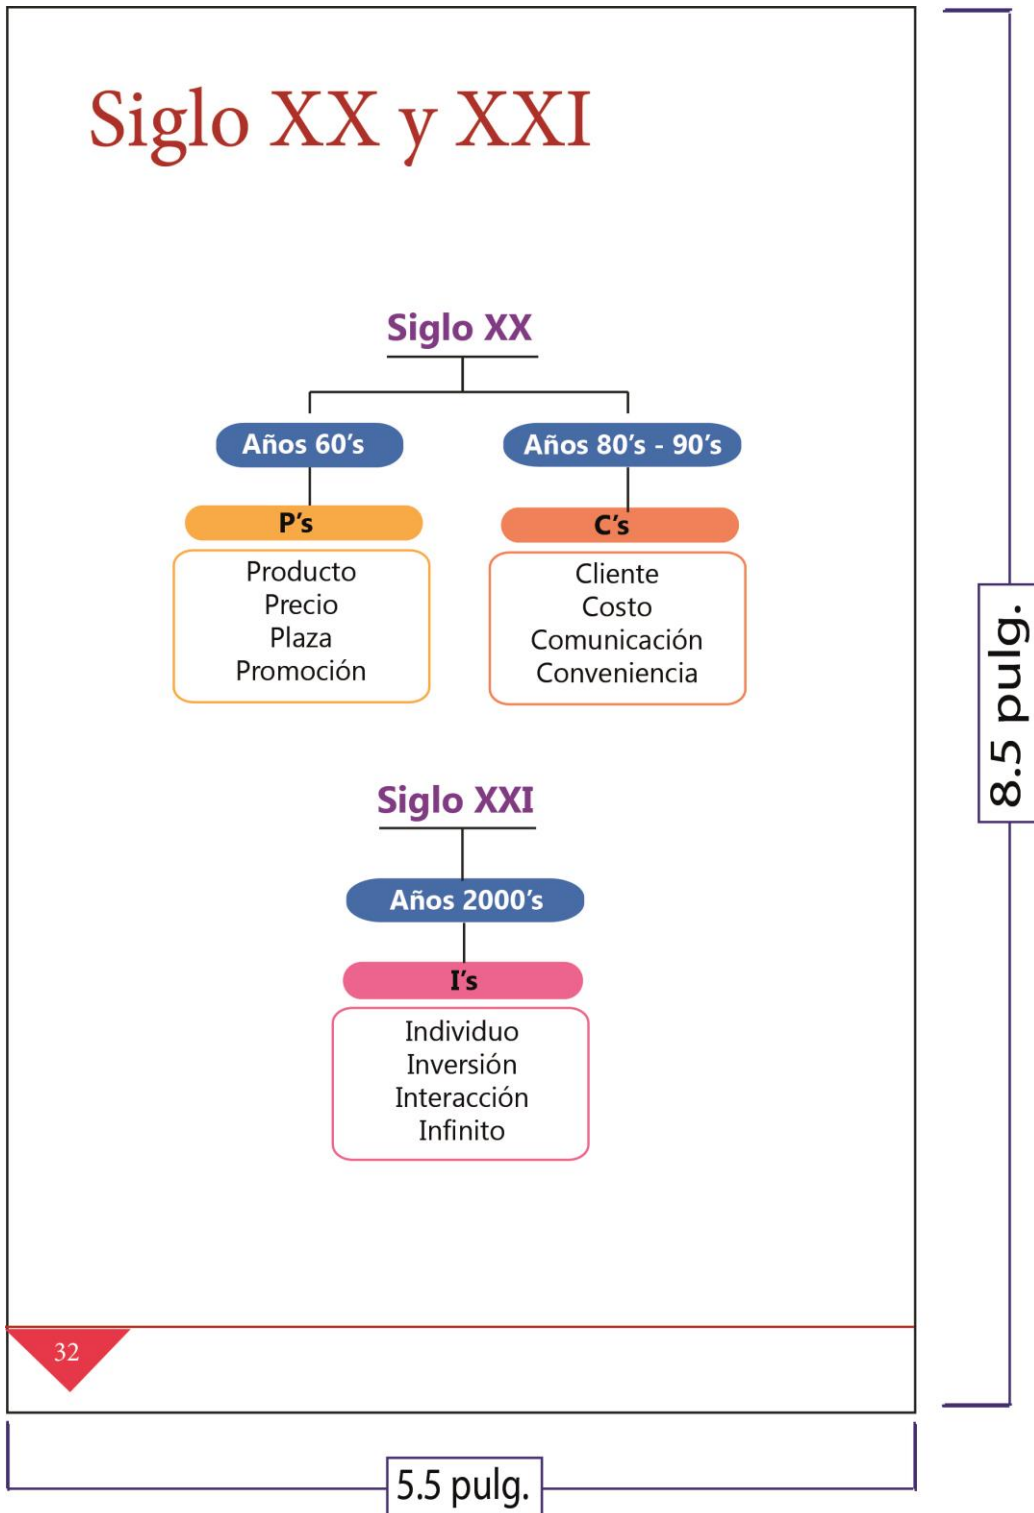 Siglo XX y XXI
Siglo XX
Años 60's
Años 80's - 90's
P's
C's
Producto
Precio
Plaza
Promoción
Cliente
Costo
Comunicación
Conveniencia
Siglo XXI
Años 2000's
I's
Individuo
Inversión
Interacción
Infinito
32
8.5 pulg.
5.5 pulg.